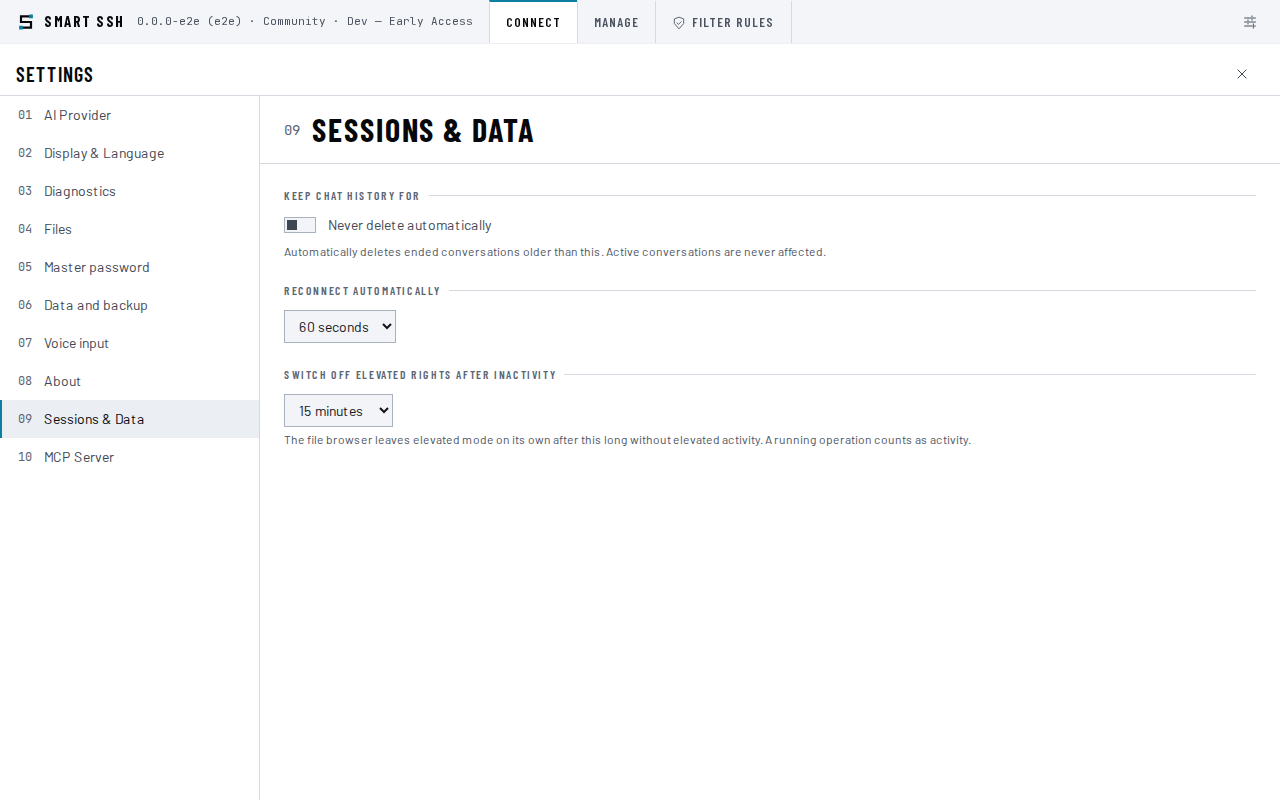 SMART SSH 0.0.0-e2e (e2e) · Community · Dev — Early Access CONNECT MANAGE FILTER RULES
SETTINGS
01 AI Provider
02 Display & Language
03 Diagnostics
04 Files
05 Master password
06 Data and backup
07 Voice input
08 About
09 Sessions & Data
10 MCP Server
09 SESSIONS & DATA
KEEP CHAT HISTORY FOR
Never delete automatically
Automatically deletes ended conversations older than this. Active conversations are never affected.
RECONNECT AUTOMATICALLY
60 seconds
SWITCH OFF ELEVATED RIGHTS AFTER INACTIVITY
15 minutes
The file browser leaves elevated mode on its own after this long without elevated activity. A running operation counts as activity.